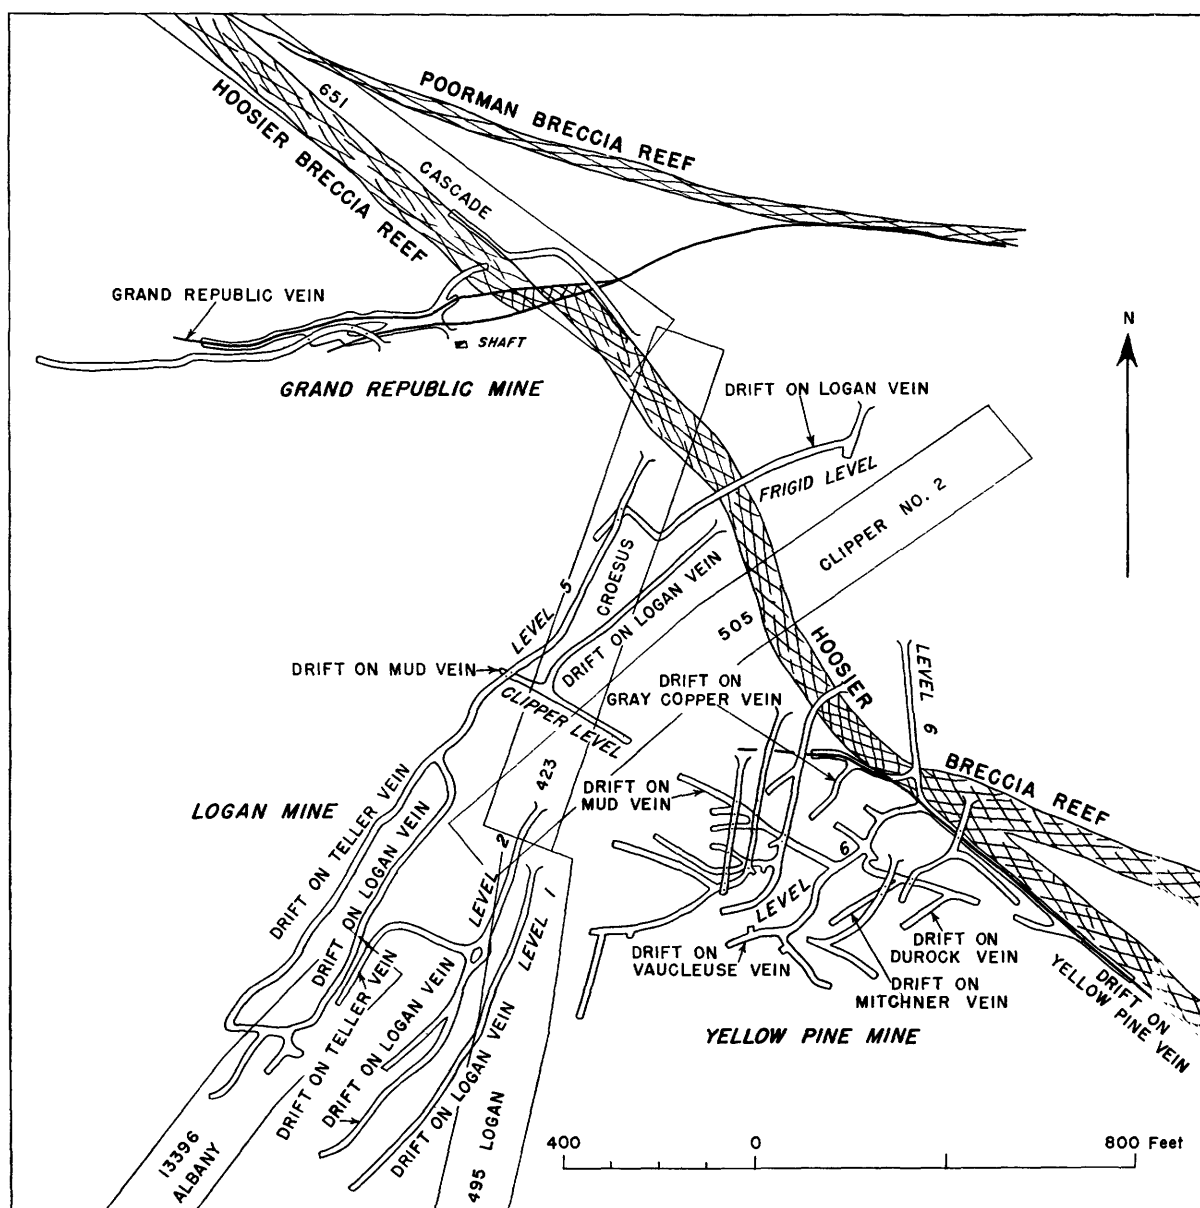 POORMAN BRECCIA REEF
651
HOOSIER BRECCIA REEF
CASCADE
GRAND REPUBLIC VEIN
SHAFT
GRAND REPUBLIC MINE
N
DRIFT ON LOGAN VEIN
FRIGID LEVEL
CLIPPER NO. 2
505
CROESUS
LEVEL 5
DRIFT ON LOGAN VEIN
DRIFT ON MUD VEIN
CLIPPER LEVEL
423
HOOSIER
BRECCIA REEF
LEVEL 6
DRIFT ON
GRAY COPPER VEIN
DRIFT ON
MUD VEIN
LOGAN MINE
DRIFT ON TELLER VEIN
DRIFT ON LOGAN VEIN
LEVEL 2
LEVEL 1
LEVEL 6
DRIFT ON
VAUCLEUSE VEIN
DRIFT ON
DUROCK VEIN
DRIFT ON
MITCHNER VEIN
DRIFT ON
YELLOW PINE VEIN
YELLOW PINE MINE
DRIFT ON TELLER VEIN
DRIFT ON LOGAN VEIN
DRIFT ON LOGAN VEIN
13396
ALBANY
495 LOGAN
400 0 800 Feet